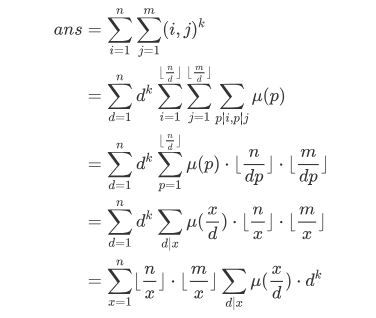 $ans = \sum_{i=1}^{n} \sum_{j=1}^{m} (i,j)^k$
$= \sum_{d=1}^{n} d^k \sum_{i=1}^{\lfloor \frac{n}{d} \rfloor} \sum_{j=1}^{\lfloor \frac{m}{d} \rfloor} \sum_{p|i,p|j} \mu(p)$
$= \sum_{d=1}^{n} d^k \sum_{p=1}^{\lfloor \frac{n}{d} \rfloor} \mu(p) \cdot \lfloor \frac{n}{dp} \rfloor \cdot \lfloor \frac{m}{dp} \rfloor$
$= \sum_{d=1}^{n} d^k \sum_{d|x} \mu(\frac{x}{d}) \cdot \lfloor \frac{n}{x} \rfloor \cdot \lfloor \frac{m}{x} \rfloor$
$= \sum_{x=1}^{n} \lfloor \frac{n}{x} \rfloor \cdot \lfloor \frac{m}{x} \rfloor \sum_{d|x} \mu(\frac{x}{d}) \cdot d^k$